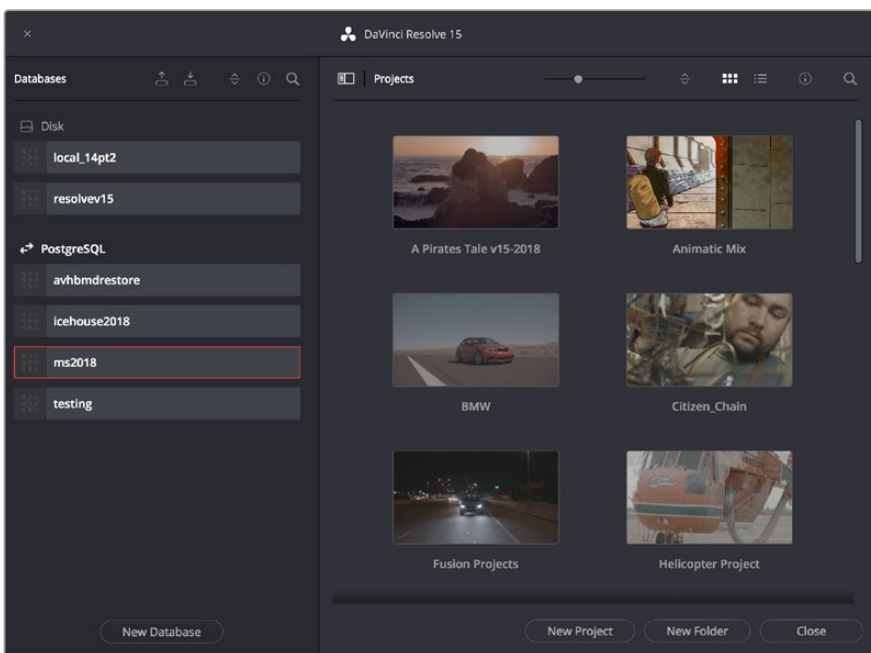 DaVinci Resolve 15
Databases
Projects
Disk
local_14pt2
resolvev15
PostgreSQL
avhbmdrestore
icehouse2018
ms2018
testing
New Database
A Pirates Tale v15-2018
Animatic Mix
BMW
Citizen_Chain
Fusion Projects
Helicopter Project
New Project
New Folder
Close